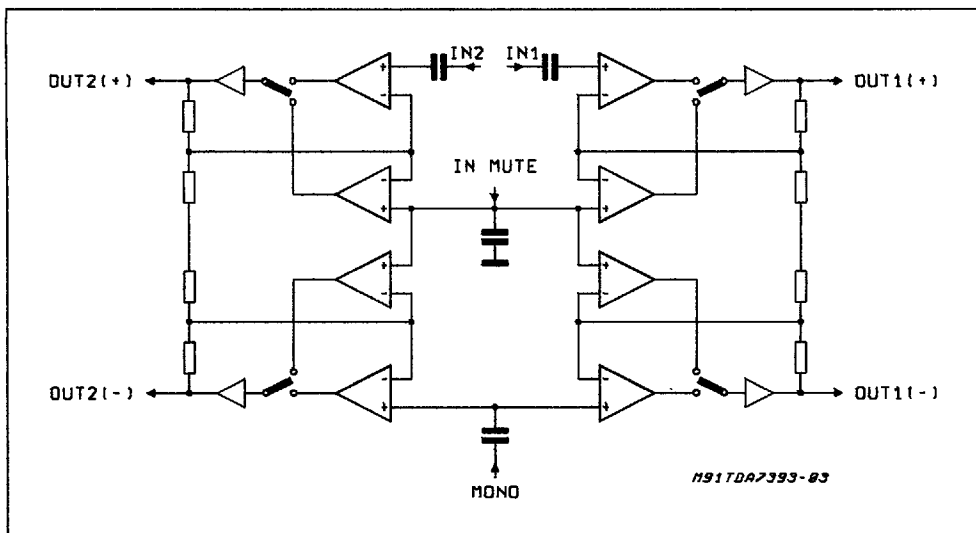 IN2 IN1
OUT2(+) OUT1(+)
+ +
- -
IN MUTE
- -
+ +
+ +
- -
- -
OUT2(-) OUT1(-)
+ +
MONO
M91TDA7393-03